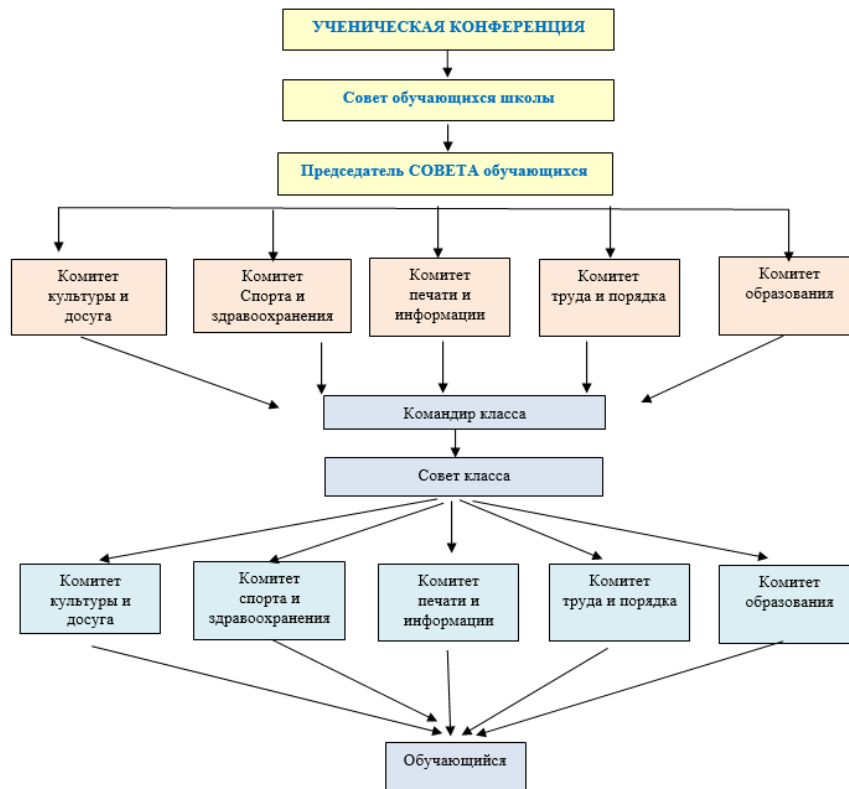 УЧЕНИЧЕСКАЯ КОНФЕРЕНЦИЯ
Совет обучающихся школы
Председатель СОВЕТА обучающихся
Комитет
культуры и
досуга
Комитет
Спорта и
здравоохранения
Комитет
печати и
информации
Комитет
труда и порядка
Комитет
образования
Командир класса
Совет класса
Комитет
культуры и
досуга
Комитет
спорта и
здравоохранения
Комитет
печати и
информации
Комитет
труда и порядка
Комитет
образования
Обучающийся